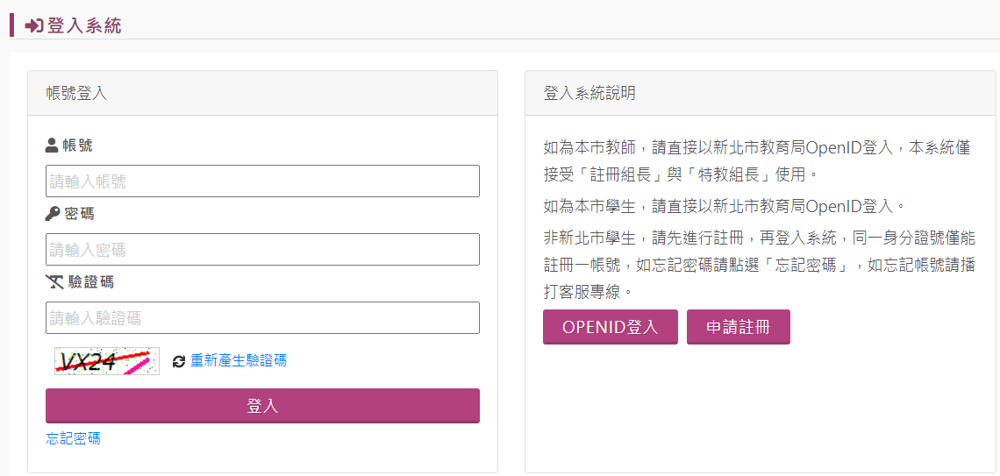 登入系統
帳號登入
帳號
請輸入帳號
密碼
請輸入密碼
驗證碼
請輸入驗證碼
VX24
重新產生驗證碼
登入
忘記密碼
登入系統說明
如為本市教師，請直接以新北市教育局OpenID登入，本系統僅
接受「註冊組長」與「特教組長」使用。
如為本市學生，請直接以新北市教育局OpenID登入。
非新北市學生，請先進行註冊，再登入系統，同一身分證號僅能
註冊一帳號，如忘記密碼請點選「忘記密碼」，如忘記帳號請播
打客服專線。
OPENID登入
申請註冊